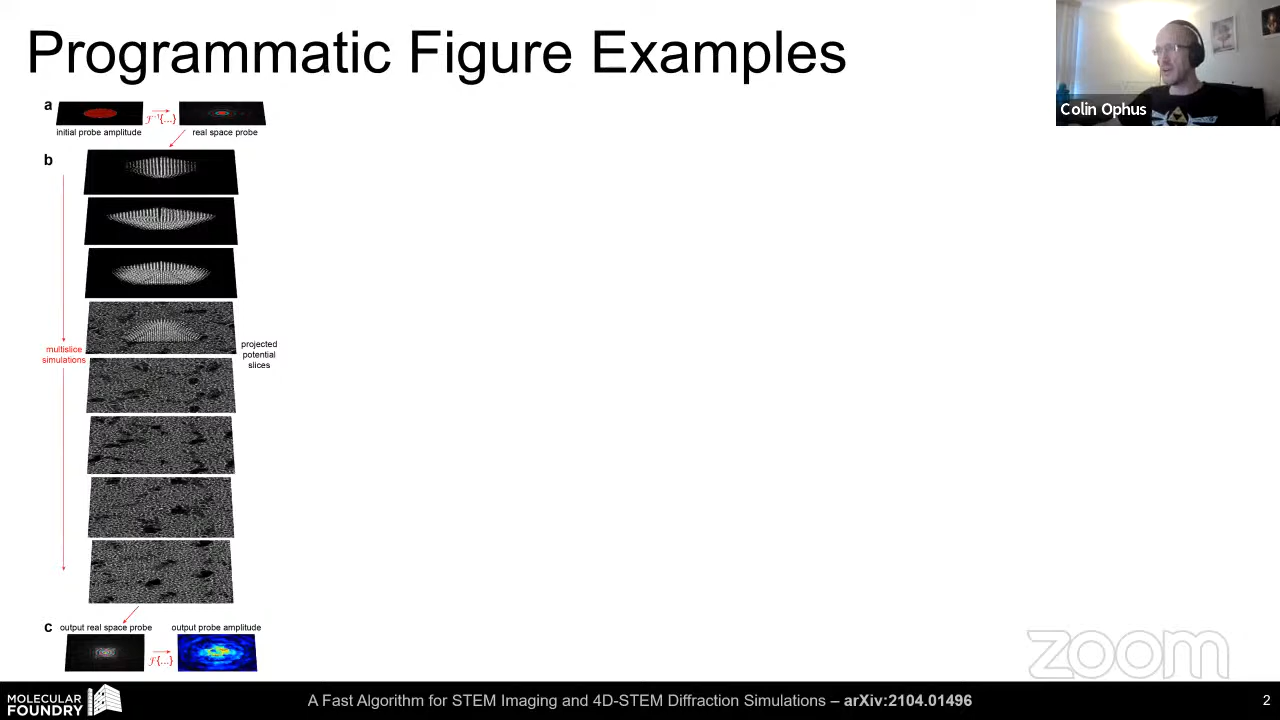 Programmatic Figure Examples
Colin Ophus
a
ℱ⁻¹{...}
initial probe amplitude
real space probe
b
multislice
simulations
projected
potential
slices
c
output real space probe
output probe amplitude
ℱ{...}
zoom
MOLECULAR
FOUNDRY
A Fast Algorithm for STEM Imaging and 4D-STEM Diffraction Simulations – arXiv:2104.01496
2